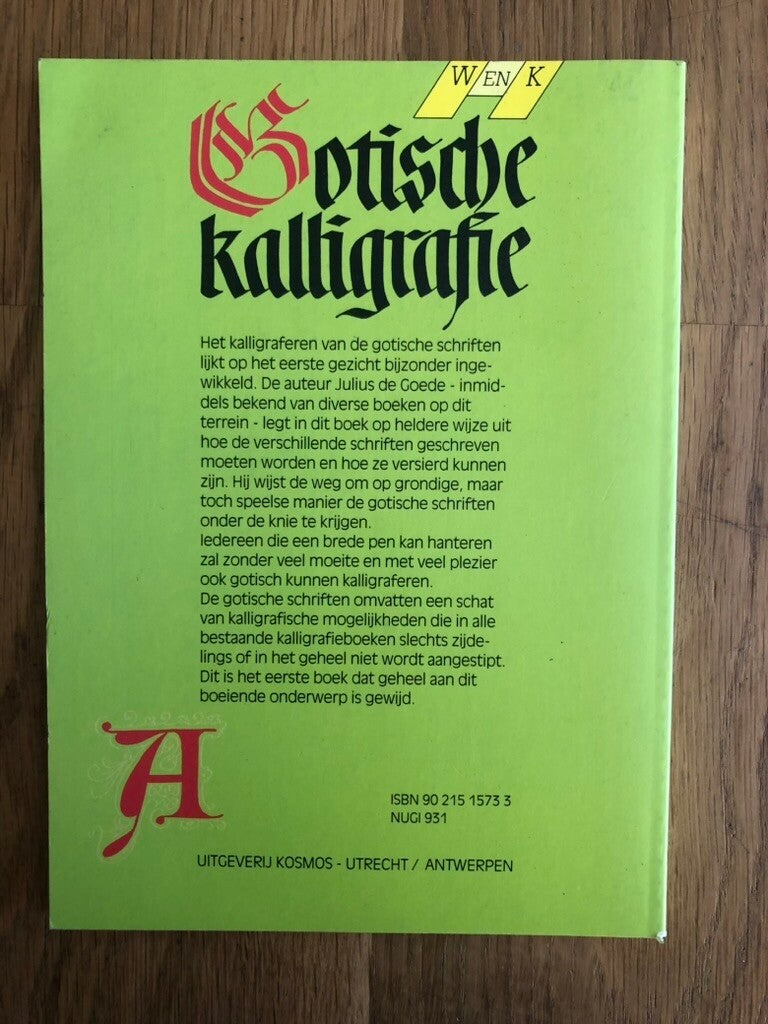 W EN K
Gotische
kalligrafie
Het kalligraferen van de gotische schriften
lijkt op het eerste gezicht bijzonder inge-
wikkeld. De auteur Julius de Goede - inmid-
dels bekend van diverse boeken op dit
terrein - legt in dit boek op heldere wijze uit
hoe de verschillende schriften geschreven
moeten worden en hoe ze versierd kunnen
zijn. Hij wijst de weg om op grondige, maar
toch speelse manier de gotische schriften
onder de knie te krijgen.
Iedereen die een brede pen kan hanteren
zal zonder veel moeite en met veel plezier
ook gotisch kunnen kalligraferen.
De gotische schriften omvatten een schat
van kalligrafische mogelijkheden die in alle
bestaande kalligrafieboeken slechts zijde-
lings of in het geheel niet wordt aangestipt.
Dit is het eerste boek dat geheel aan dit
boeiende onderwerp is gewijd.
A
ISBN 90 215 1573 3
NUGI 931
UITGEVERIJ KOSMOS - UTRECHT / ANTWERPEN